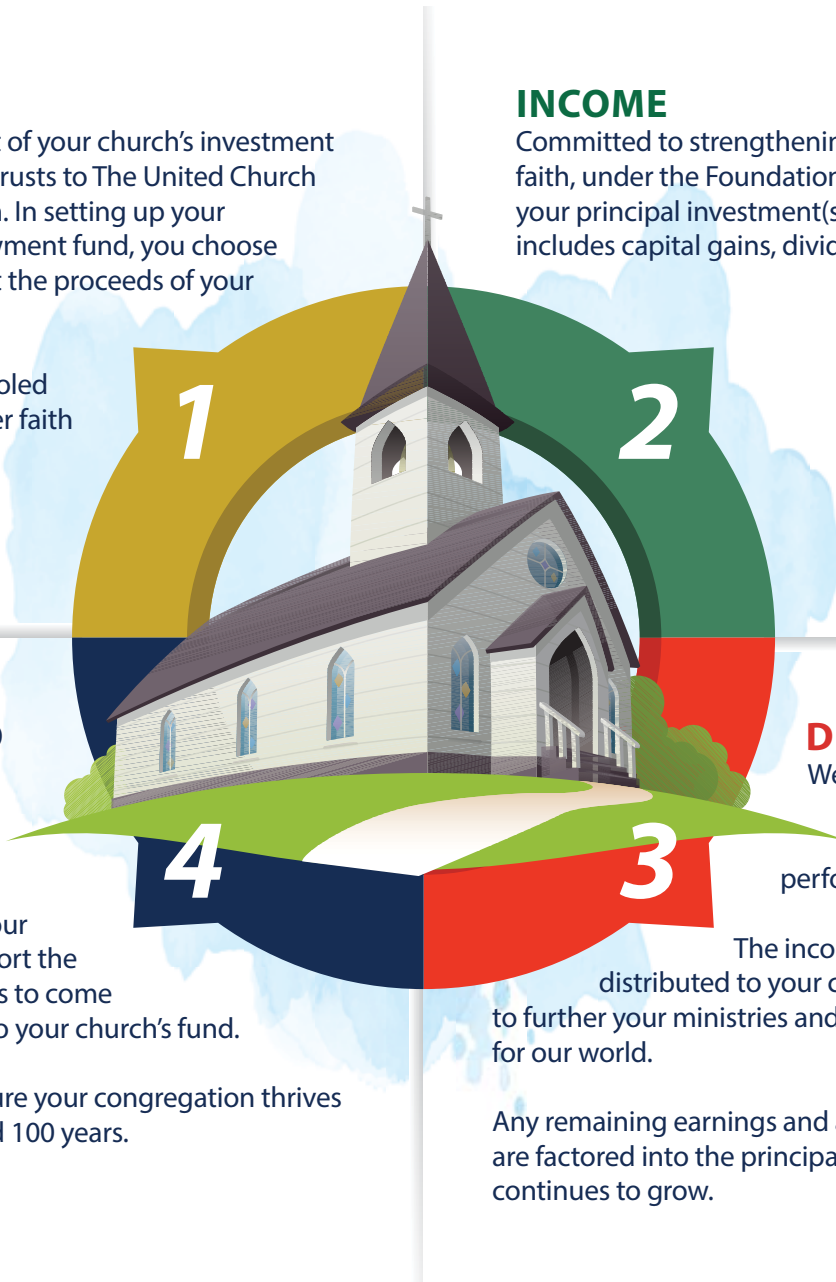 of your church's investment
rusts to The United Church
. In setting up your
ment fund, you choose
the proceeds of your
oled
er faith
1
INCOME
Committed to strengthenin
faith, under the Foundation
your principal investment(s
includes capital gains, divid
2
D
We
perfo
The inco
distributed to your c
to further your ministries and
for our world.
Any remaining earnings and
are factored into the principa
continues to grow.
3
4
ur
ort the
s to come
o your church's fund.
ure your congregation thrives
d 100 years.